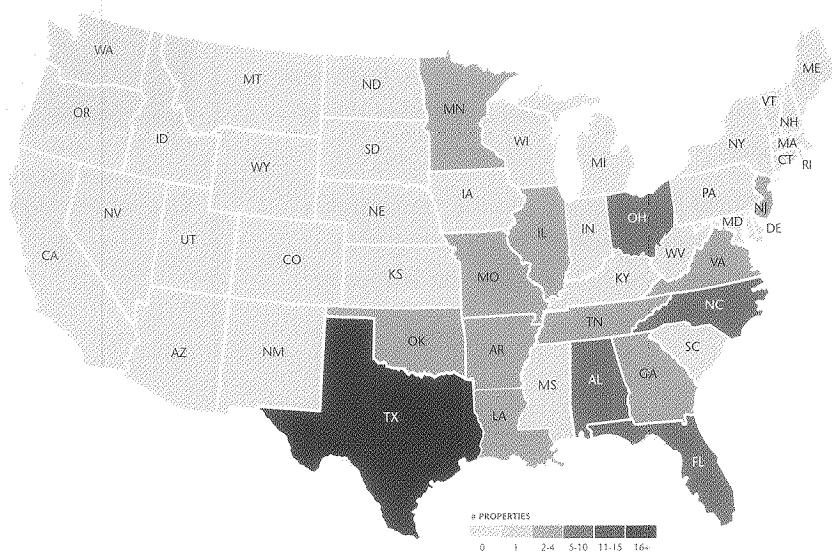 WA
MT
ND
MN
ME
OR
ID
VT
NH
WI
NY
MA
SD
WY
MI
CT
RI
IA
PA
NE
NJ
NV
OH
UT
IL
IN
MD
DE
CA
CO
WV
KS
MO
KY
VA
NC
TN
OK
AZ
NM
AR
SC
MS
AL
GA
TX
LA
FL
# PROPERTIES
0 1 2-4 5-10 11-15 16+